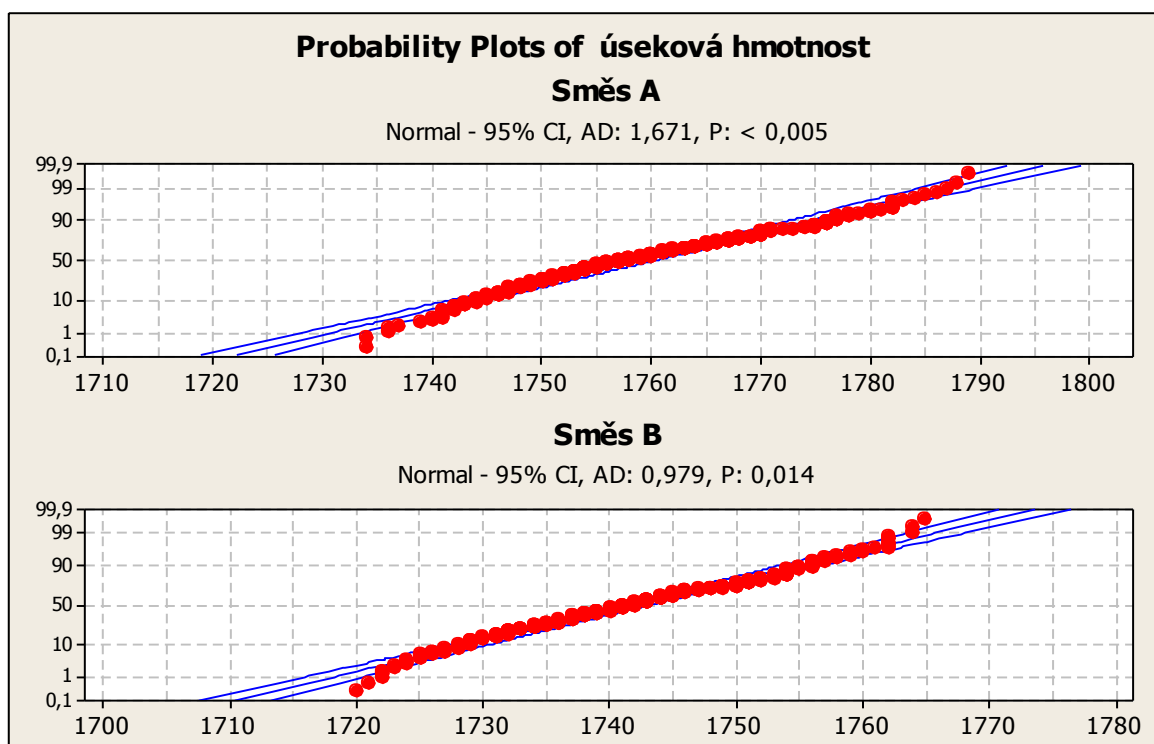 Probability Plots of úseková hmotnost
Směs A
Normal - 95% CI, AD: 1,671, P: < 0,005
99,9
99
90
50
10
1
0,1
1710 1720 1730 1740 1750 1760 1770 1780 1790 1800
Směs B
Normal - 95% CI, AD: 0,979, P: 0,014
99,9
99
90
50
10
1
0,1
1700 1710 1720 1730 1740 1750 1760 1770 1780